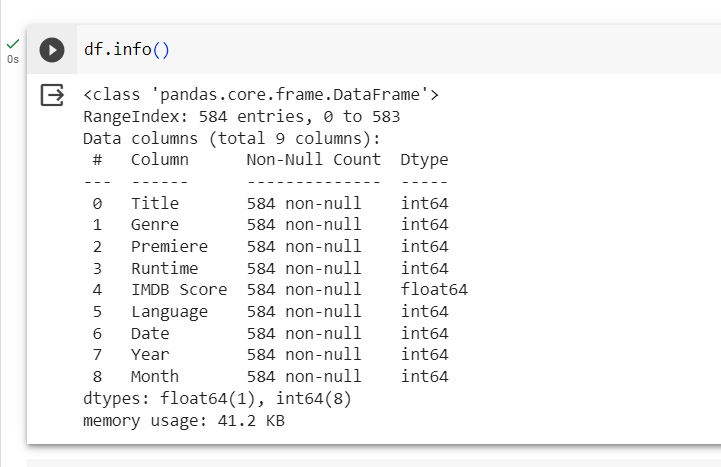 df.info()
0s
<class 'pandas.core.frame.DataFrame'>
RangeIndex: 584 entries, 0 to 583
Data columns (total 9 columns):
 #   Column      Non-Null Count  Dtype
---  ------      --------------  -----
 0   Title       584 non-null    int64
 1   Genre       584 non-null    int64
 2   Premiere    584 non-null    int64
 3   Runtime     584 non-null    int64
 4   IMDB Score  584 non-null    float64
 5   Language    584 non-null    int64
 6   Date        584 non-null    int64
 7   Year        584 non-null    int64
 8   Month       584 non-null    int64
dtypes: float64(1), int64(8)
memory usage: 41.2 KB